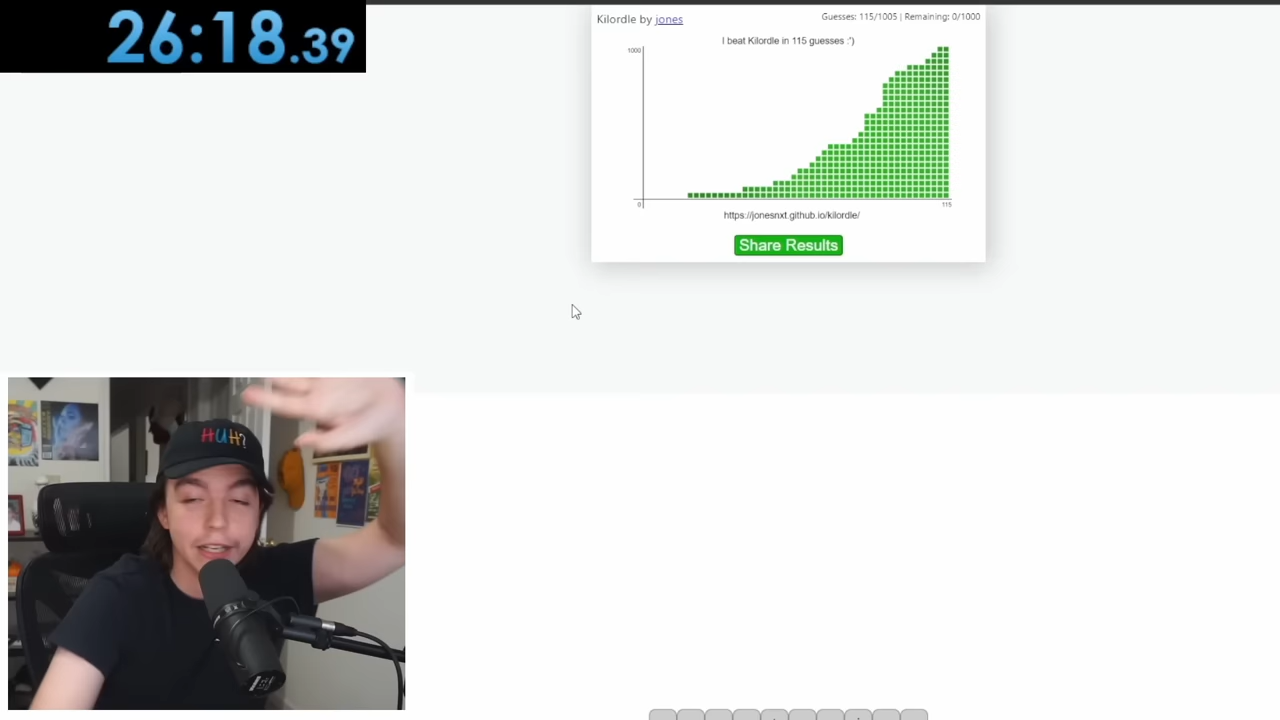 26:18.39
Kilordle by jones
Guesses: 115/1005 | Remaining: 0/1000
I beat Kilordle in 115 guesses :')
1000
0
115
https://jonesnxt.github.io/kilordle/
Share Results
HUH?